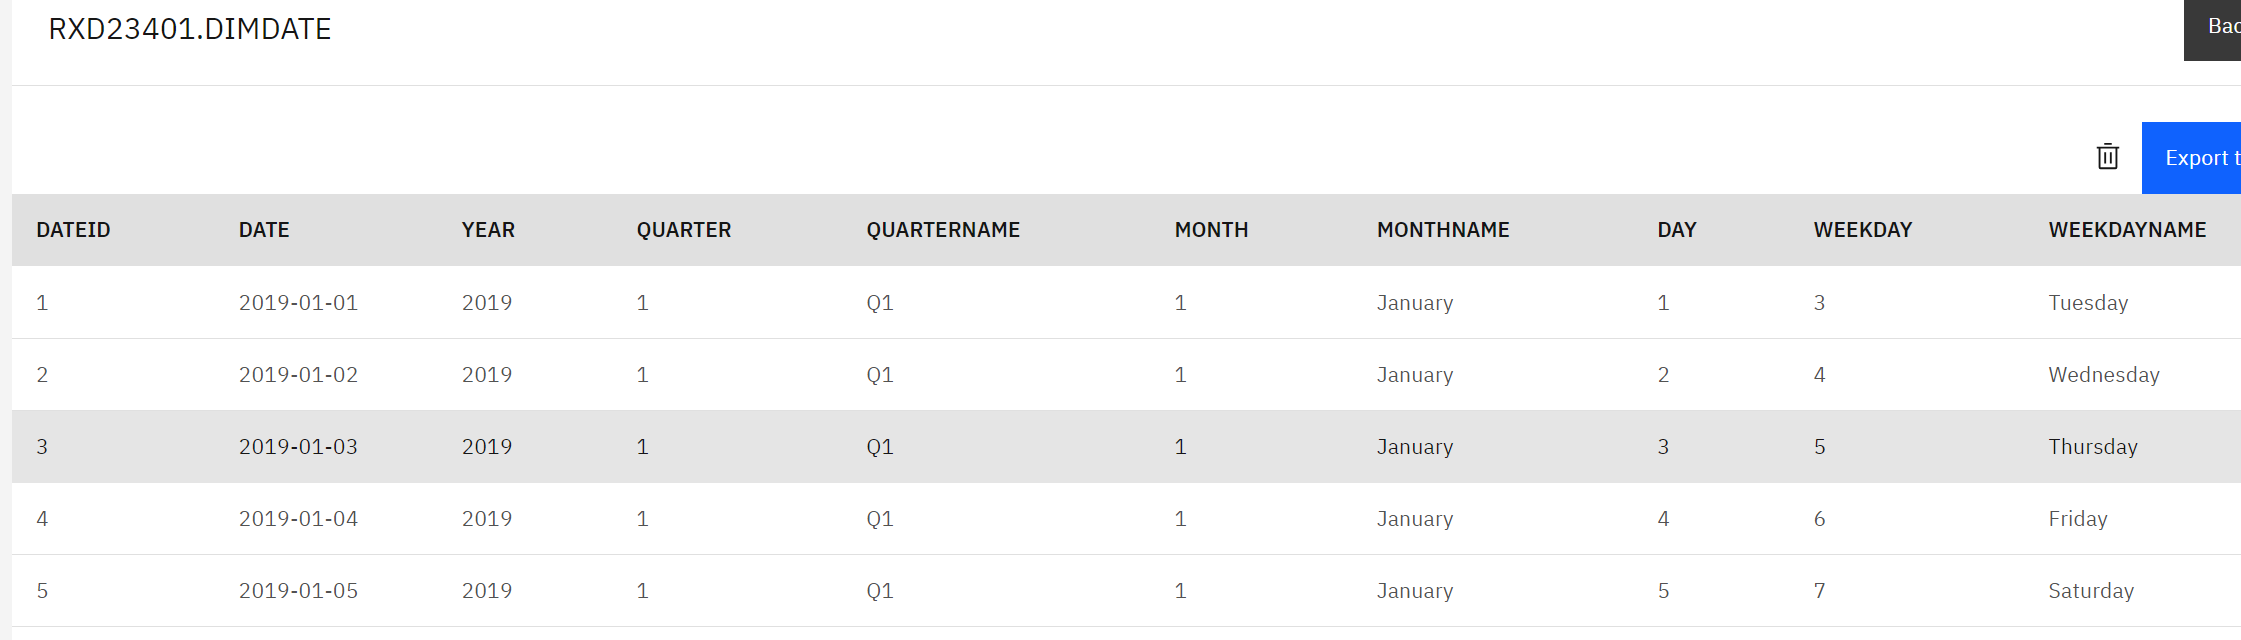 RXD23401.DIMDATE
Bac
Export t
DATEID DATE YEAR QUARTER QUARTERNAME MONTH MONTHNAME DAY WEEKDAY WEEKDAYNAME
1 2019-01-01 2019 1 Q1 1 January 1 3 Tuesday
2 2019-01-02 2019 1 Q1 1 January 2 4 Wednesday
3 2019-01-03 2019 1 Q1 1 January 3 5 Thursday
4 2019-01-04 2019 1 Q1 1 January 4 6 Friday
5 2019-01-05 2019 1 Q1 1 January 5 7 Saturday